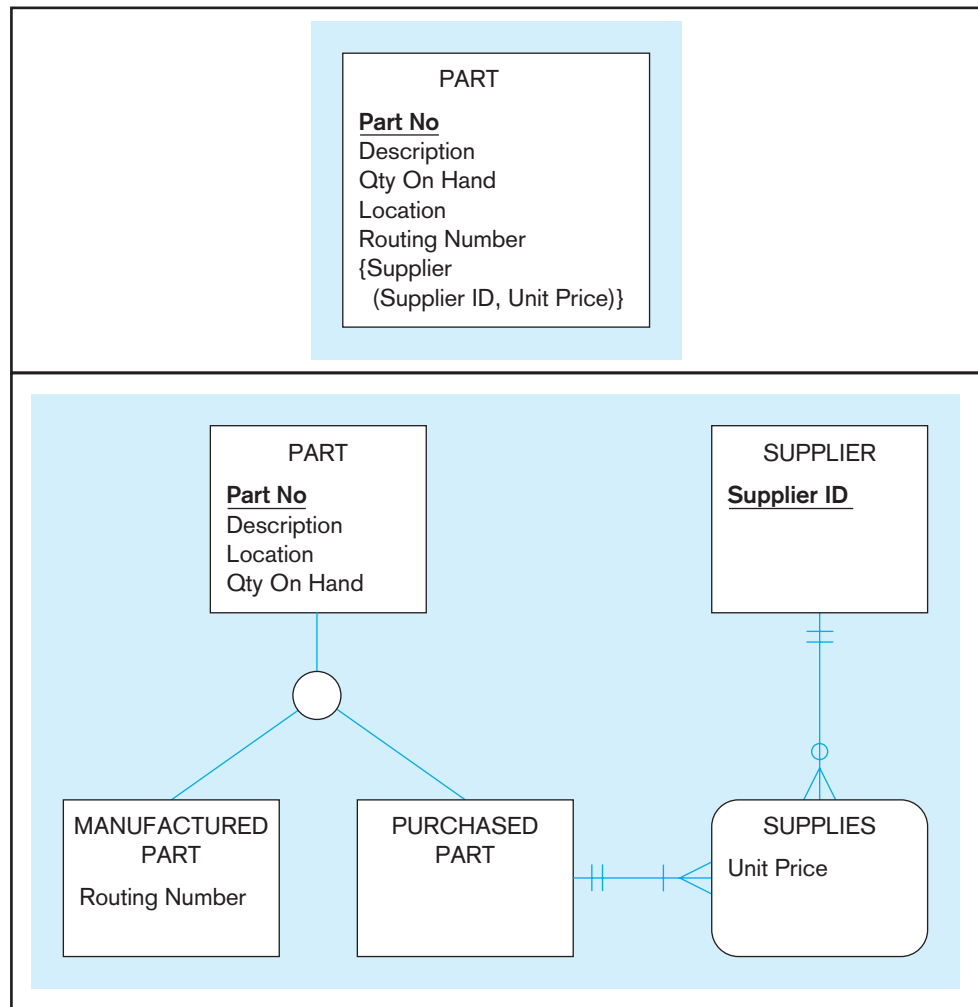 PART
Part No
Description
Qty On Hand
Location
Routing Number
{Supplier
(Supplier ID, Unit Price)}
PART
Part No
Description
Location
Qty On Hand
SUPPLIER
Supplier ID
MANUFACTURED
PART
Routing Number
PURCHASED
PART
SUPPLIES
Unit Price